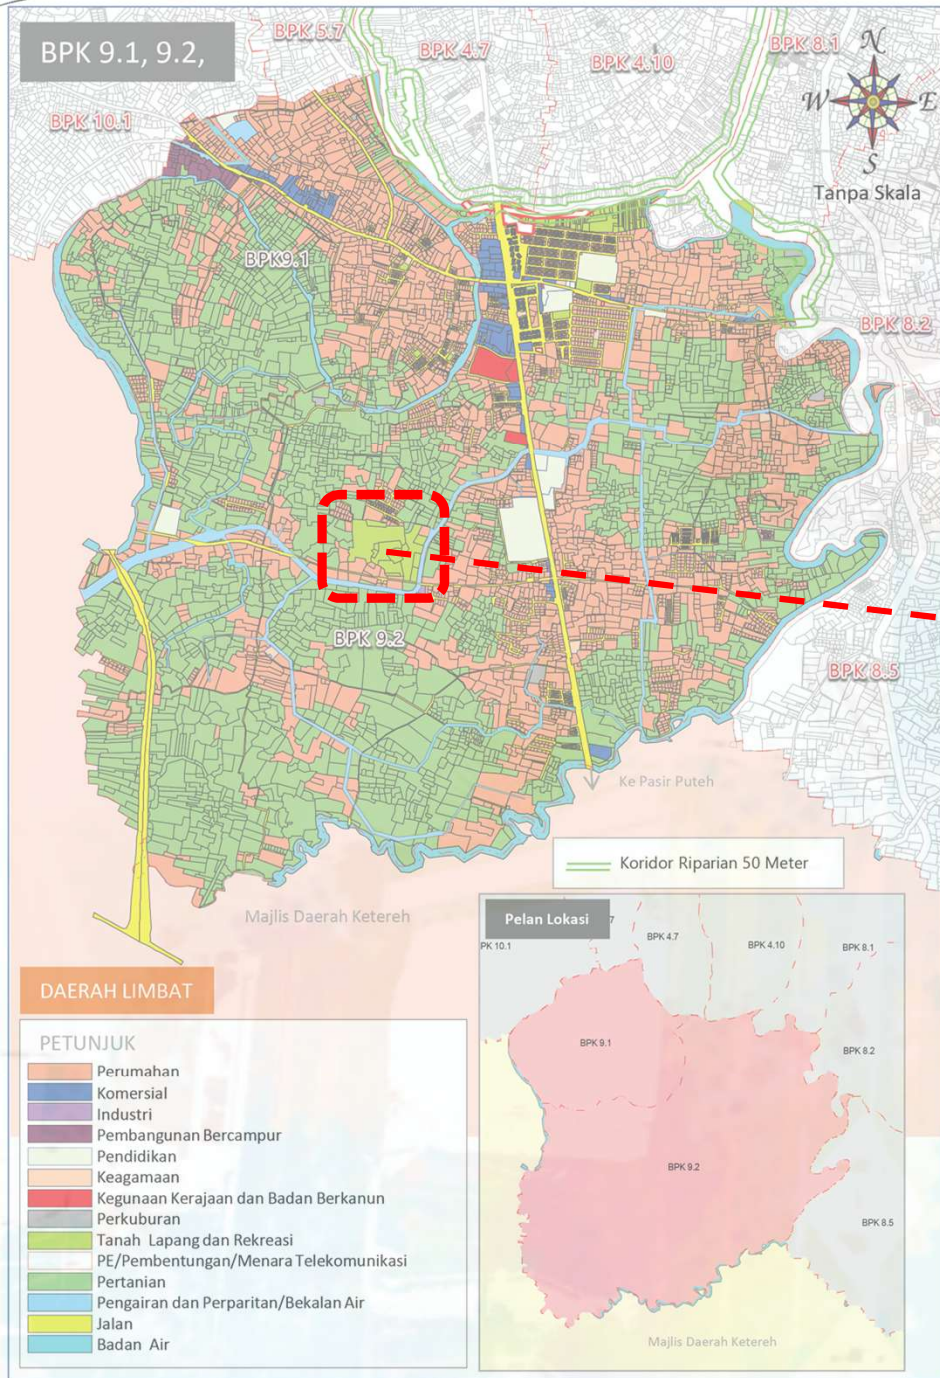 BPK 9.1, 9.2,
BPK 5.7
BPK 4.7
BPK 4.10
BPK 8.1
BPK 10.1
N
W
E
S
Tanpa Skala
BPK9.1
BPK 8.2
BPK 9.2
BPK 8.5
Ke Pasir Puteh
Koridor Riparian 50 Meter
Majlis Daerah Ketereh
DAERAH LIMBAT
PETUNJUK
Perumahan
Komersial
Industri
Pembangunan Bercampur
Pendidikan
Keagamaan
Kegunaan Kerajaan dan Badan Berkanun
Perkuburan
Tanah Lapang dan Rekreasi
PE/Pembentungan/Menara Telekomunikasi
Pertanian
Pengairan dan Perparitan/Bekalan Air
Jalan
Badan Air
Pelan Lokasi
7
PK 10.1
BPK 4.7
BPK 4.10
BPK 8.1
BPK 9.1
BPK 8.2
BPK 9.2
BPK 8.5
Majlis Daerah Ketereh